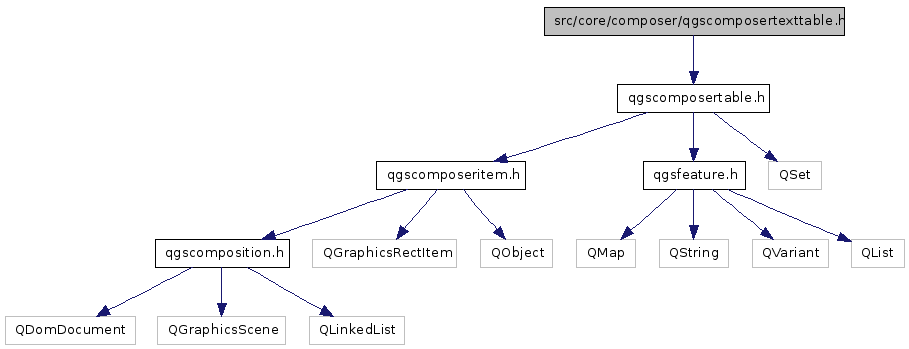 src/core/composer/qgscomposertexttable.h
qgscomposertable.h
qgscomposeritem.h
qgsfeature.h
QSet
qgscomposition.h
QGraphicsRectItem
QObject
QMap
QString
QVariant
QList
QDomDocument
QGraphicsScene
QLinkedList